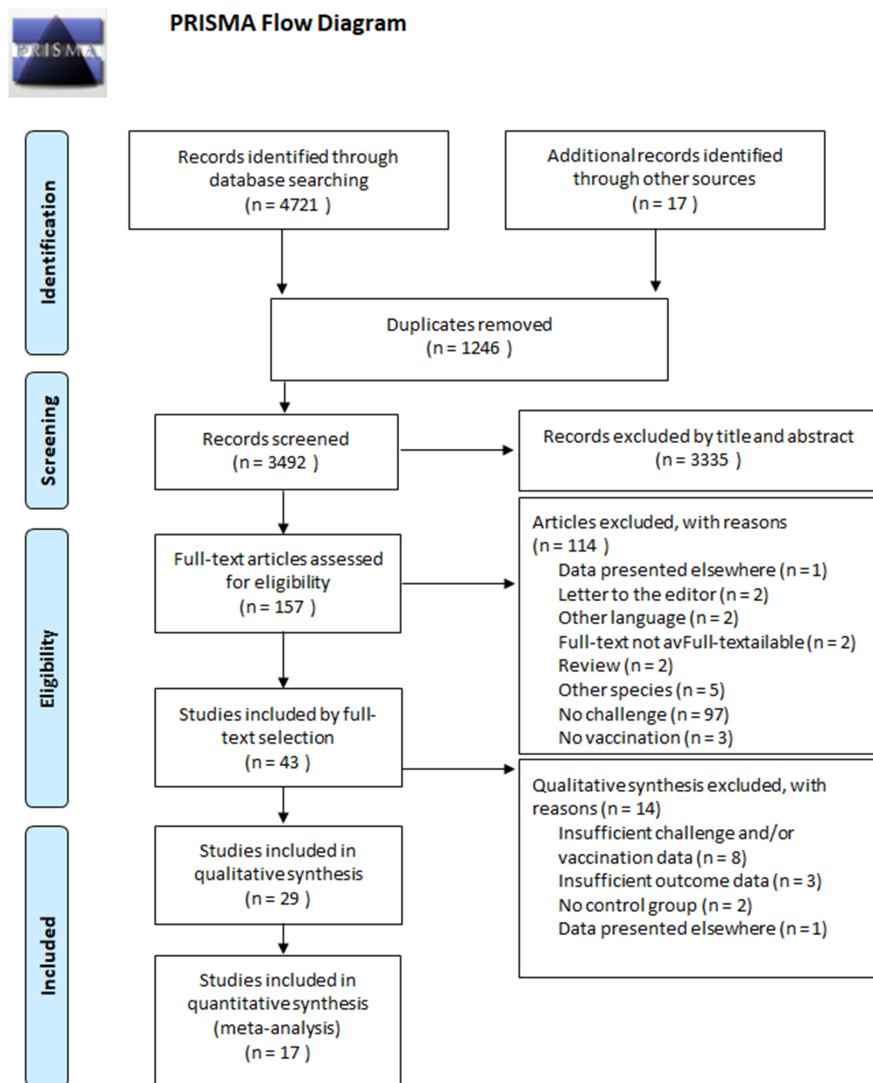 PRISMA Flow Diagram
PRISMA
Identification
Records identified through
database searching
(n = 4721 )
Additional records identified
through other sources
(n = 17 )
Duplicates removed
(n = 1246 )
Screening
Records screened
(n = 3492 )
Records excluded by title and abstract
(n = 3335 )
Eligibility
Full-text articles assessed
for eligibility
(n = 157 )
Articles excluded, with reasons
(n = 114 )
Data presented elsewhere (n = 1)
Letter to the editor (n = 2)
Other language (n = 2)
Full-text not avFull-textailable (n = 2)
Review (n = 2)
Other species (n = 5)
No challenge (n = 97)
No vaccination (n = 3)
Studies included by full-
text selection
(n = 43 )
Qualitative synthesis excluded, with
reasons (n = 14)
Insufficient challenge and/or
vaccination data (n = 8)
Insufficient outcome data (n = 3)
No control group (n = 2)
Data presented elsewhere (n = 1)
Included
Studies included in
qualitative synthesis
(n = 29 )
Studies included in
quantitative synthesis
(meta-analysis)
(n = 17 )